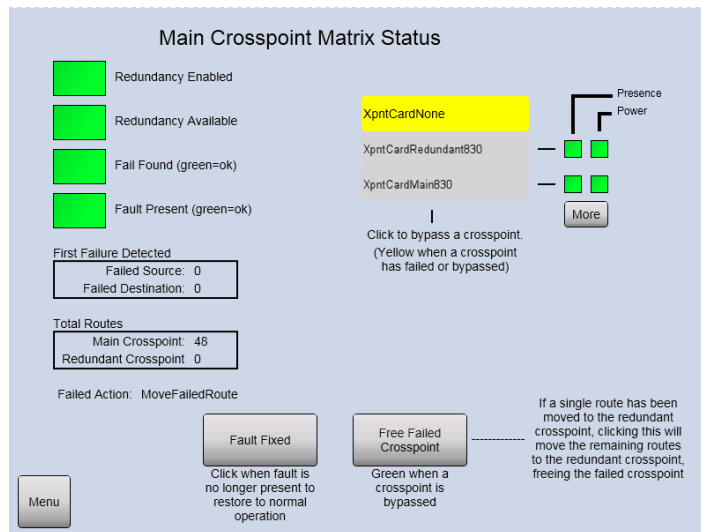 Main Crosspoint Matrix Status
Redundancy Enabled
Redundancy Available
Fail Found (green=ok)
Fault Present (green=ok)
Presence
Power
XpntCardNone
XpntCardRedundant830
XpntCardMain830
More
Click to bypass a crosspoint.
(Yellow when a crosspoint
has failed or bypassed)
First Failure Detected
Failed Source: 0
Failed Destination: 0
Total Routes
Main Crosspoint: 48
Redundant Crosspoint 0
Failed Action: MoveFailedRoute
Fault Fixed
Click when fault is
no longer present to
restore to normal
operation
Free Failed
Crosspoint
Green when a
crosspoint is
bypassed
If a single route has been
moved to the redundant
crosspoint, clicking this will
move the remaining routes
to the redundant crosspoint,
freeing the failed crosspoint
Menu